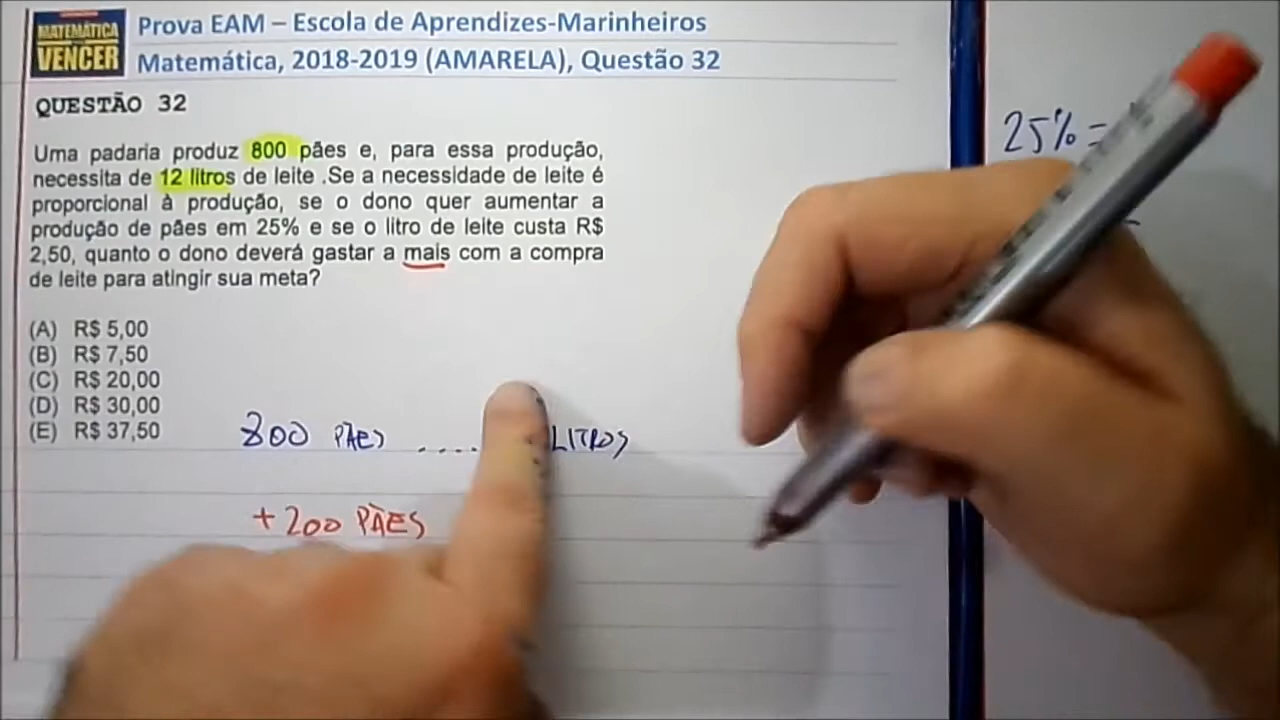 MATEMÁTICA
VENCER
Prova EAM – Escola de Aprendizes-Marinheiros
Matemática, 2018-2019 (AMARELA), Questão 32
QUESTÃO 32
Uma padaria produz 800 pães e, para essa produção,
necessita de 12 litros de leite .Se a necessidade de leite é
proporcional à produção, se o dono quer aumentar a
produção de pães em 25% e se o litro de leite custa R$
2,50, quanto o dono deverá gastar a mais com a compra
de leite para atingir sua meta?
(A) R$ 5,00
(B) R$ 7,50
(C) R$ 20,00
(D) R$ 30,00
(E) R$ 37,50
25% =
800 PÃES .... LITROS
+200 PÃES